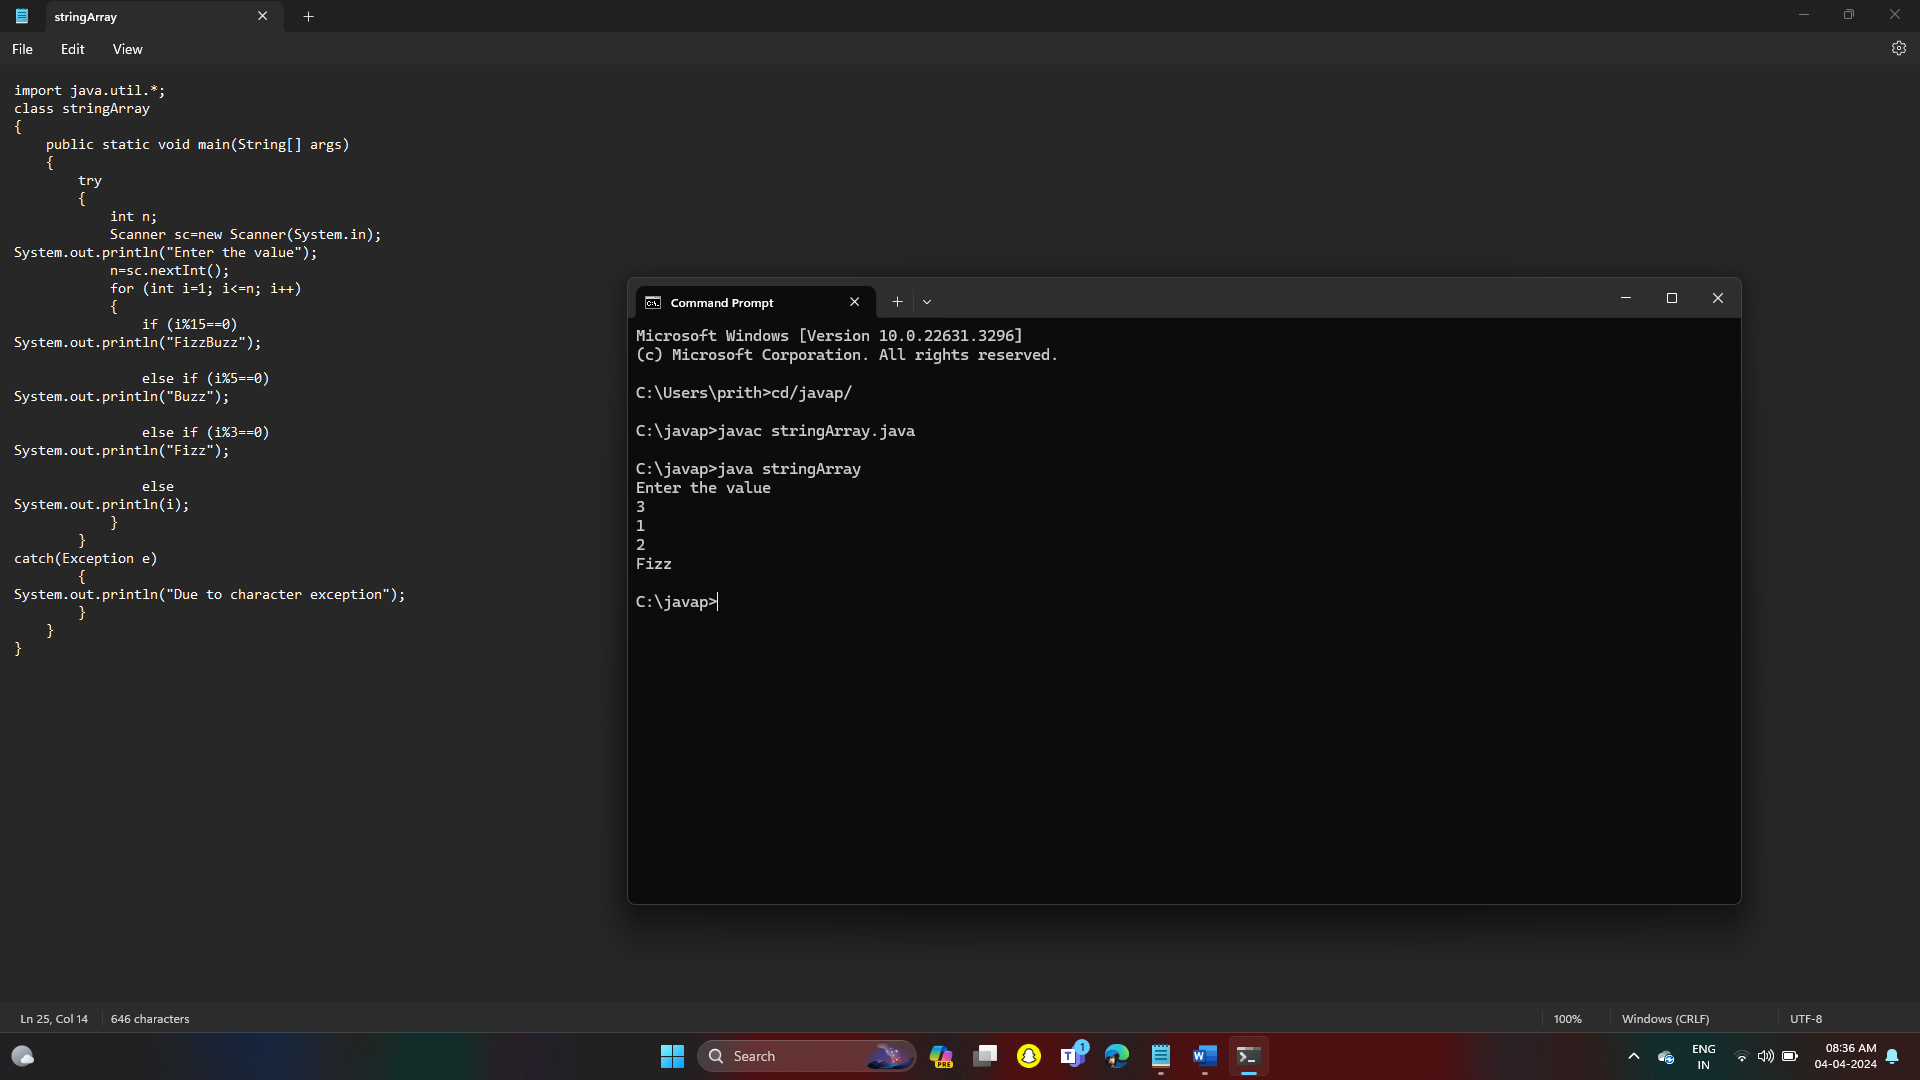 stringArray
File Edit View
import java.util.*;
class stringArray
{
    public static void main(String[] args)
    {
        try
        {
            int n;
            Scanner sc=new Scanner(System.in);
System.out.println("Enter the value");
            n=sc.nextInt();
            for (int i=1; i<=n; i++)
            {
                if (i%15==0)
System.out.println("FizzBuzz");
                else if (i%5==0)
System.out.println("Buzz");
                else if (i%3==0)
System.out.println("Fizz");
                else
System.out.println(i);
            }
        }
catch(Exception e)
        {
System.out.println("Due to character exception");
        }
    }
}
Command Prompt
Microsoft Windows [Version 10.0.22631.3296]
(c) Microsoft Corporation. All rights reserved.
C:\Users\prith>cd/javap/
C:\javap>javac stringArray.java
C:\javap>java stringArray
Enter the value
3
1
2
Fizz
C:\javap>
Ln 25, Col 14 646 characters 100% Windows (CRLF) UTF-8
Search
PRE
T
1
W
ENG
IN
08:36 AM
04-04-2024